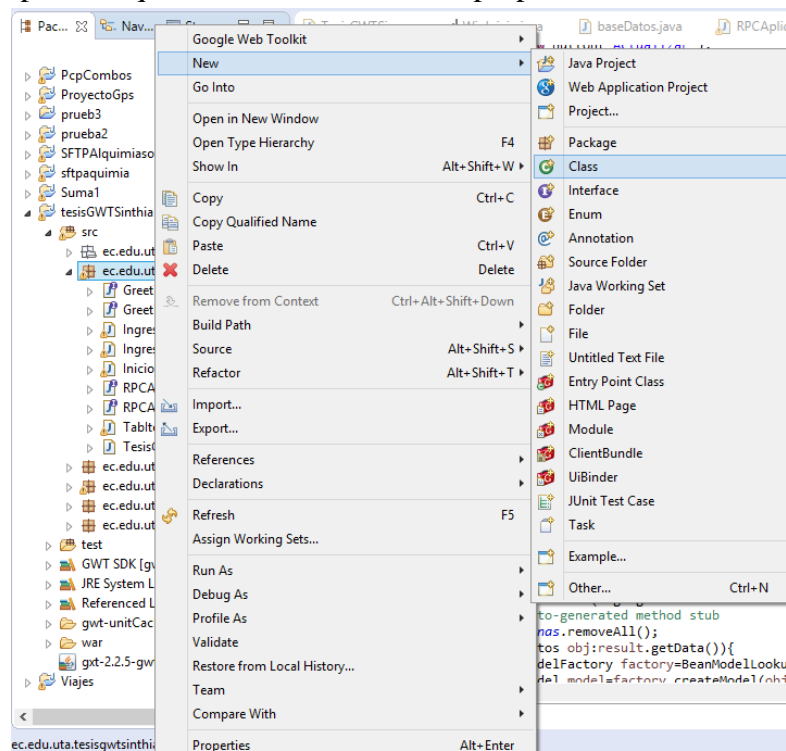 Pac... Nav...
baseDatos.java
PcpCombos
ProyectoGps
prueb3
prueba2
SFTPAlquimiaso
sftpaquimia
Suma1
tesisGWTSinthia
src
ec.edu.ut
ec.edu.ut
Greet
Greet
Ingres
Ingres
Inicio
RPCA
RPCA
TabIte
Tesis
ec.edu.ut
ec.edu.ut
ec.edu.ut
ec.edu.ut
test
GWT SDK [gw
JRE System L
Referenced L
gwt-unitCac
war
gxt-2.2.5-gw
Viajes
ec.edu.uta.tesisgwtsinthia
Google Web Toolkit
New
Go Into
Open in New Window
Open Type Hierarchy F4
Show In Alt+Shift+W
Copy Ctrl+C
Copy Qualified Name
Paste Ctrl+V
Delete Delete
Remove from Context Ctrl+Alt+Shift+Down
Build Path
Source Alt+Shift+S
Refactor Alt+Shift+T
Import...
Export...
References
Declarations
Refresh F5
Assign Working Sets...
Run As
Debug As
Profile As
Validate
Restore from Local History...
Team
Compare With
Properties Alt+Enter
Java Project
Web Application Project
Project...
Package
Class
Interface
Enum
Annotation
Source Folder
Java Working Set
Folder
File
Untitled Text File
Entry Point Class
HTML Page
Module
ClientBundle
UiBinder
JUnit Test Case
Task
Example...
Other... Ctrl+N
to-generated method stub
nas.removeAll();
tos obj:result.getData()){
delFactory factory=BeanModelLooku
del model=factory.createModel(obj